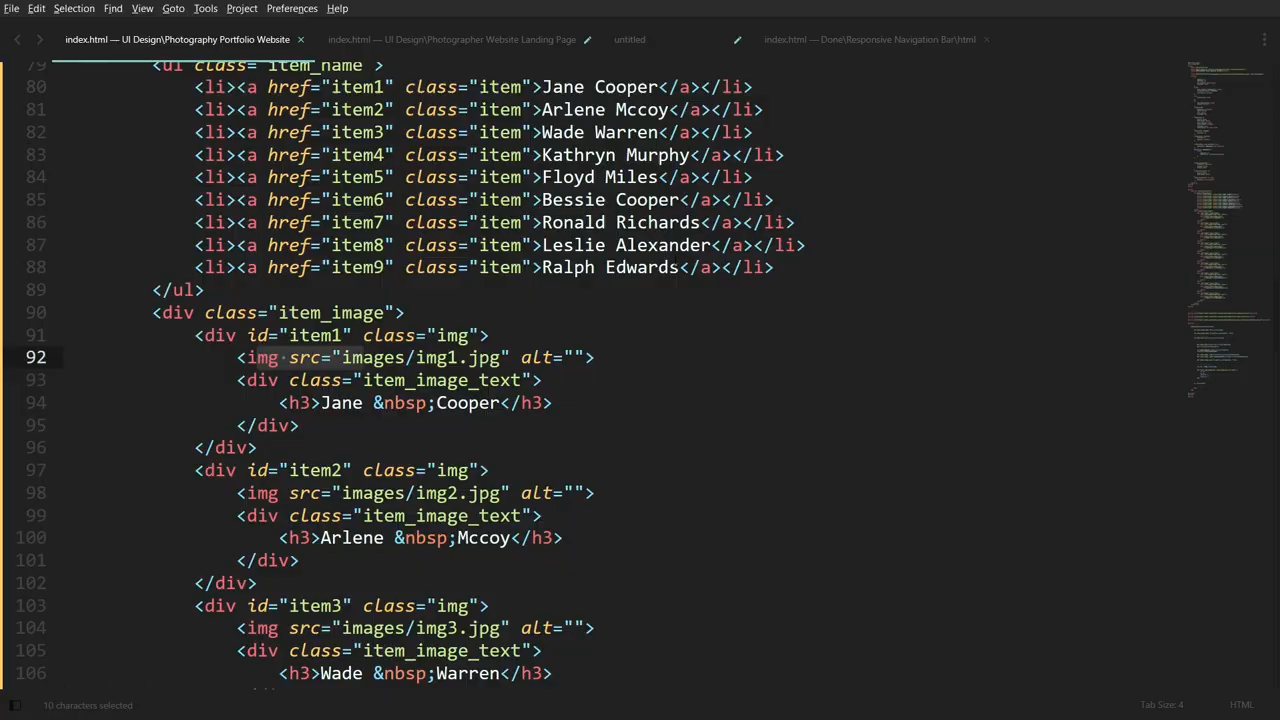 File Edit Selection Find View Goto Tools Project Preferences Help
index.html — UI Design\Photography Portfolio Website × index.html — UI Design\Photographer Website Landing Page untitled index.html — Done\Responsive Navigation Bar\html ×
79 <ul class="item_name">
80 <li><a href="item1" class="item">Jane Cooper</a></li>
81 <li><a href="item2" class="item">Arlene Mccoy</a></li>
82 <li><a href="item3" class="item">Wade Warren</a></li>
83 <li><a href="item4" class="item">Kathryn Murphy</a></li>
84 <li><a href="item5" class="item">Floyd Miles</a></li>
85 <li><a href="item6" class="item">Bessie Cooper</a></li>
86 <li><a href="item7" class="item">Ronald Richards</a></li>
87 <li><a href="item8" class="item">Leslie Alexander</a></li>
88 <li><a href="item9" class="item">Ralph Edwards</a></li>
89 </ul>
90 <div class="item_image">
91 <div id="item1" class="img">
92 <img src="images/img1.jpg" alt="">
93 <div class="item_image_text">
94 <h3>Jane &nbsp;Cooper</h3>
95 </div>
96 </div>
97 <div id="item2" class="img">
98 <img src="images/img2.jpg" alt="">
99 <div class="item_image_text">
100 <h3>Arlene &nbsp;Mccoy</h3>
101 </div>
102 </div>
103 <div id="item3" class="img">
104 <img src="images/img3.jpg" alt="">
105 <div class="item_image_text">
106 <h3>Wade &nbsp;Warren</h3>
10 characters selected Tab Size: 4 HTML